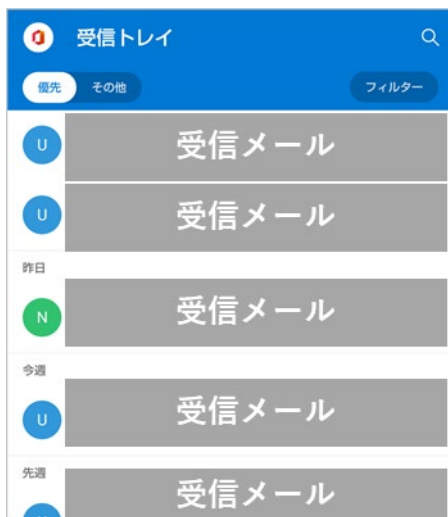 受信トレイ
優先 その他 フィルター
U 受信メール
U 受信メール
昨日
N 受信メール
今週
U 受信メール
先週
受信メール